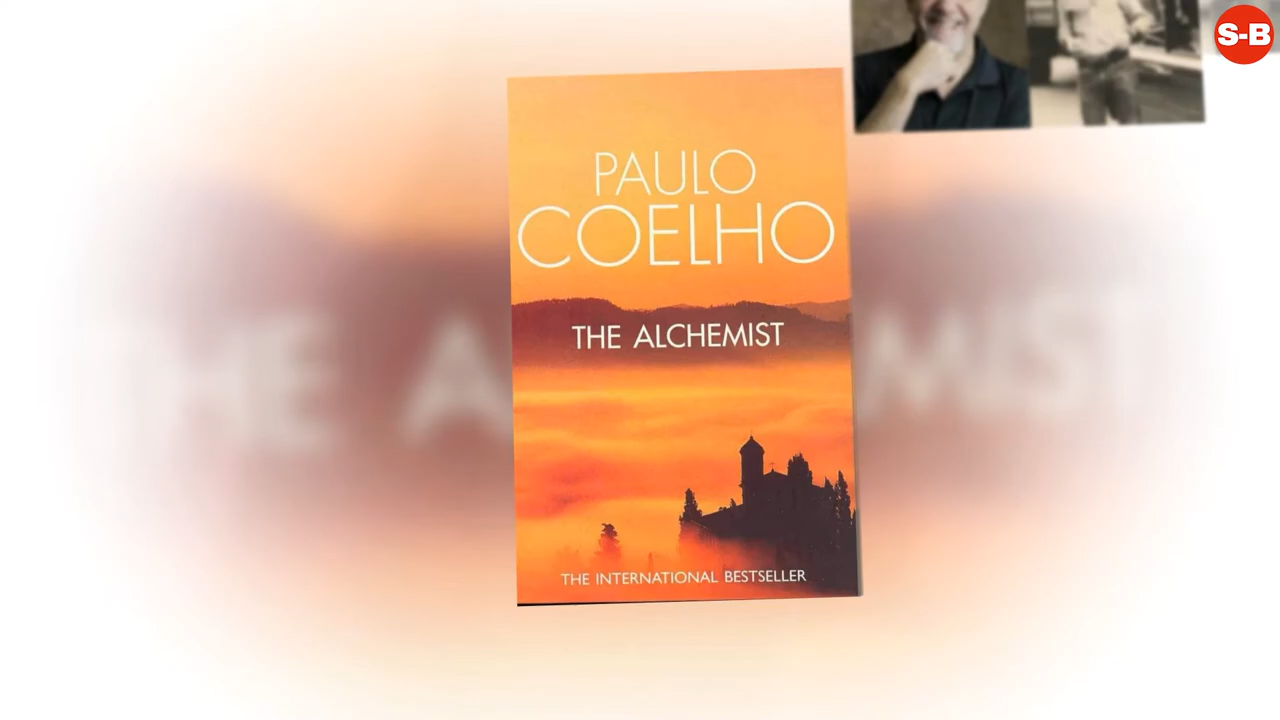 S-B
PAULO
COELHO
THE ALCHEMIST
THE INTERNATIONAL BESTSELLER